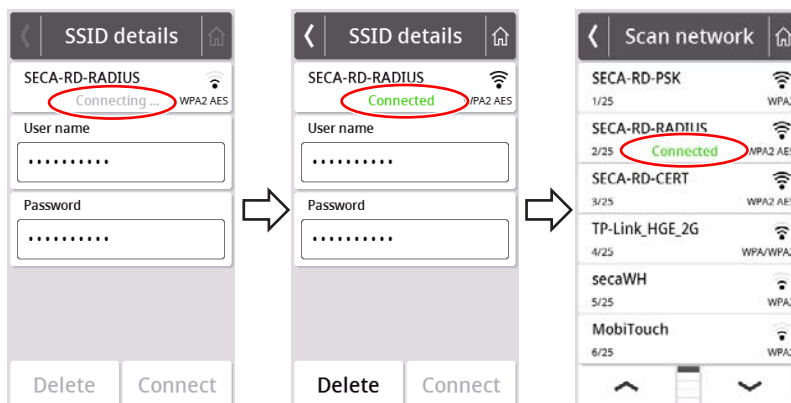 SSID details
SECA-RD-RADIUS
Connecting ... WPA2 AES
User name
..........
Password
..........
Delete Connect
SSID details
SECA-RD-RADIUS
Connected WPA2 AES
User name
..........
Password
..........
Delete Connect
Scan network
SECA-RD-PSK
1/25 WPA2
SECA-RD-RADIUS
2/25 Connected WPA2 AES
SECA-RD-CERT
3/25 WPA2 AES
TP-Link_HGE_2G
4/25 WPA/WPA2
secaWH
5/25 WPA2
MobiTouch
6/25 WPA2